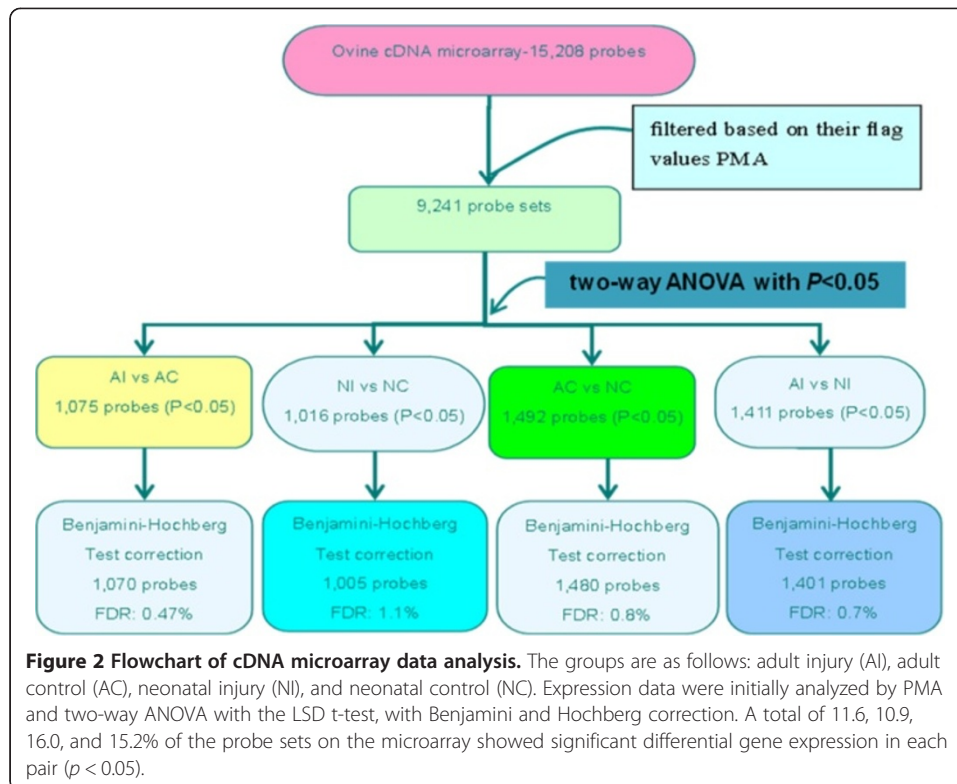 Ovine cDNA microarray-15,208 probes
filtered based on their flag
values PMA
9,241 probe sets
two-way ANOVA with P<0.05
AI vs AC
1,075 probes (P<0.05)
NI vs NC
1,016 probes (P<0.05)
AC vs NC
1,492 probes (P<0.05)
AI vs NI
1,411 probes (P<0.05)
Benjamini-Hochberg
Test correction
1,070 probes
FDR: 0.47%
Benjamini-Hochberg
Test correction
1,005 probes
FDR: 1.1%
Benjamini-Hochberg
Test correction
1,480 probes
FDR: 0.8%
Benjamini-Hochberg
Test correction
1,401 probes
FDR: 0.7%
Figure 2 Flowchart of cDNA microarray data analysis. The groups are as follows: adult injury (AI), adult
control (AC), neonatal injury (NI), and neonatal control (NC). Expression data were initially analyzed by PMA
and two-way ANOVA with the LSD t-test, with Benjamini and Hochberg correction. A total of 11.6, 10.9,
16.0, and 15.2% of the probe sets on the microarray showed significant differential gene expression in each
pair (p < 0.05).